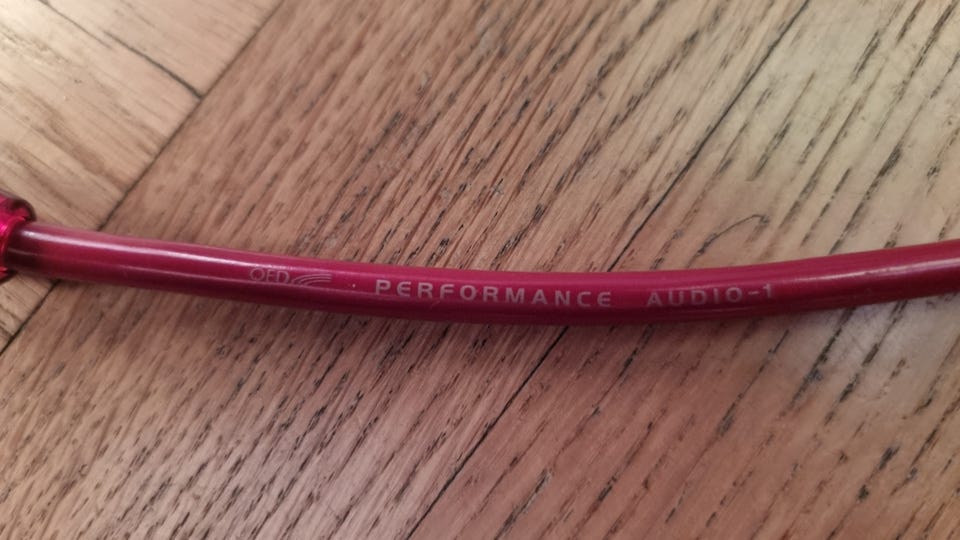 QED PERFORMANCE AUDIO-1